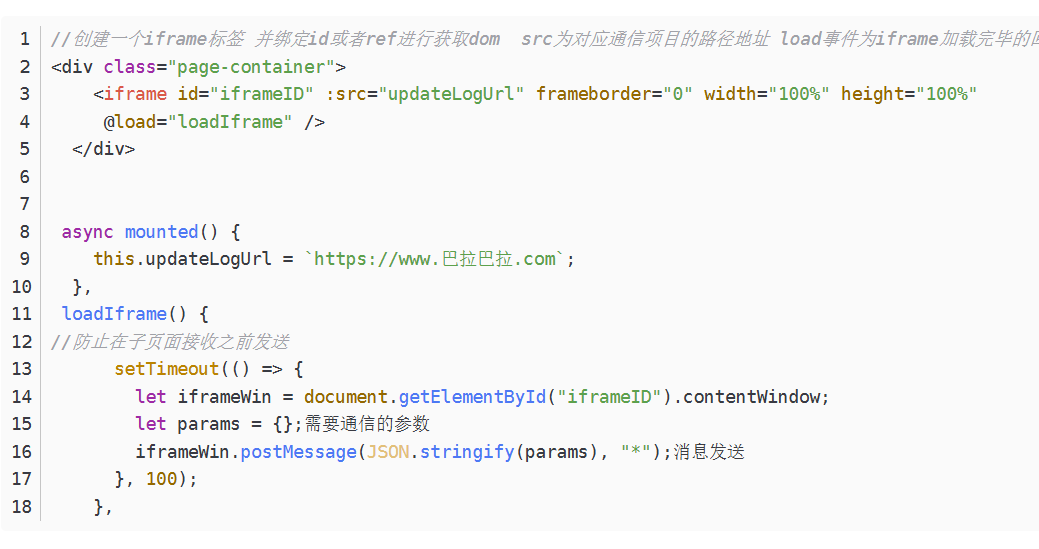 1 //创建一个iframe标签 并绑定id或者ref进行获取dom  src为对应通信项目的路径地址 load事件为iframe加载完毕的
2 <div class="page-container">
3     <iframe id="iframeID" :src="updateLogUrl" frameborder="0" width="100%" height="100%"
4      @load="loadIframe" />
5   </div>
6
7
8  async mounted() {
9     this.updateLogUrl = `https://www.巴拉巴拉.com`;
10   },
11  loadIframe() {
12 //防止在子页面接收之前发送
13       setTimeout(() => {
14         let iframeWin = document.getElementById("iframeID").contentWindow;
15         let params = {};需要通信的参数
16         iframeWin.postMessage(JSON.stringify(params), "*");消息发送
17       }, 100);
18     },